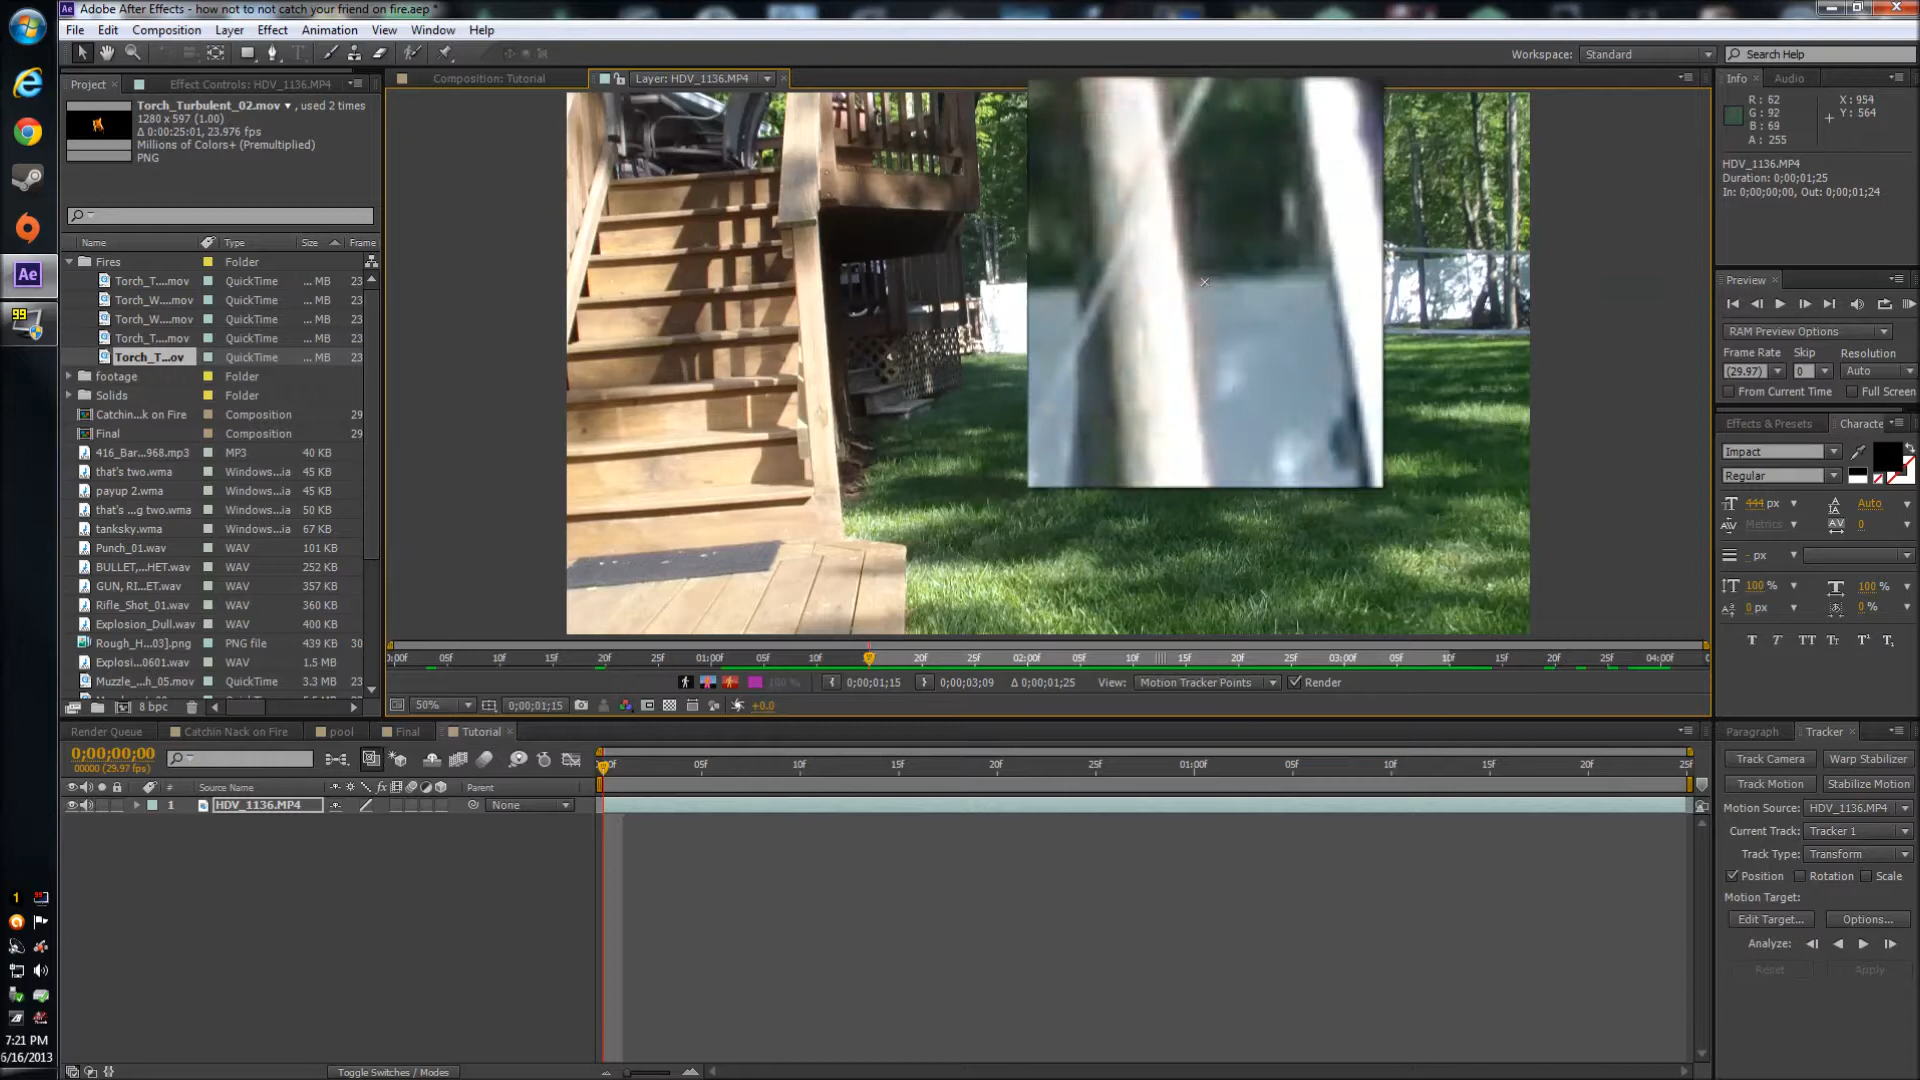 Adobe After Effects - how not to not catch your friend on fire.aep *
File Edit Composition Layer Effect Animation View Window Help
Workspace: Standard
Search Help
Project
Effect Controls: HDV_1136.MP4
Composition: Tutorial
Layer: HDV_1136.MP4
Info
Audio
Torch_Turbulent_02.mov ▼, used 2 times
1280 x 597 (1.00)
Δ 0:00:25:01, 23.976 fps
Millions of Colors+ (Premultiplied)
PNG
R: 62
G: 92
B: 69
A: 255
X: 954
Y: 564
HDV_1136.MP4
Duration: 0;00;01;25
In: 0;00;00;00, Out: 0;00;01;24
Name Type Size Frame
Fires Folder
Torch_T....mov QuickTime ... MB 23
Torch_W....mov QuickTime ... MB 23
Torch_W....mov QuickTime ... MB 23
Torch_T....mov QuickTime ... MB 23
Torch_T...ov QuickTime ... MB 23
footage Folder
Solids Folder
Catchin...k on Fire Composition 29
Final Composition 29
416_Bar...968.mp3 MP3 40 KB
that's two.wma Windows...ia 45 KB
payup 2.wma Windows...ia 45 KB
that's ...g two.wma Windows...ia 50 KB
tanksky.wma Windows...ia 67 KB
Punch_01.wav WAV 101 KB
BULLET,...HET.wav WAV 252 KB
GUN, RI...ET.wav WAV 357 KB
Rifle_Shot_01.wav WAV 360 KB
Explosion_Dull.wav WAV 400 KB
Rough_H...03].png PNG file 439 KB 30
Explosi...0601.wav WAV 1.5 MB
Muzzle_...h_05.mov QuickTime 3.3 MB 23
8 bpc
Preview
RAM Preview Options
Frame Rate Skip Resolution
(29.97) 0 Auto
From Current Time Full Screen
Effects & Presets
Characte
Impact
Regular
444 px Auto
Metrics 0
- px
100 % 100 %
0 px 0 %
T T TT Tt T¹ T₁
:00f 05f 10f 15f 20f 25f 01:00f 05f 10f 20f 25f 02:00f 05f 10f 15f 20f 25f 03:00f 05f 10f 15f 20f 25f 04:00f
100 %
0;00;01;15
0;00;03;09
Δ 0;00;01;25
View: Motion Tracker Points
Render
50%
0;00;01;15
+0.0
Render Queue
Catchin Nack on Fire
pool
Final
Tutorial
0;00;00;00
00000 (29.97 fps)
:00f 05f 10f 15f 20f 25f 01:00f 05f 10f 15f 20f 25f
# Source Name Parent
1 HDV_1136.MP4 None
Toggle Switches / Modes
Paragraph
Tracker
Track Camera Warp Stabilizer
Track Motion Stabilize Motion
Motion Source: HDV_1136.MP4
Current Track: Tracker 1
Track Type: Transform
Position Rotation Scale
Motion Target:
Edit Target... Options...
Analyze:
Reset Apply
Ae
99
1
7:21 PM
6/16/2013